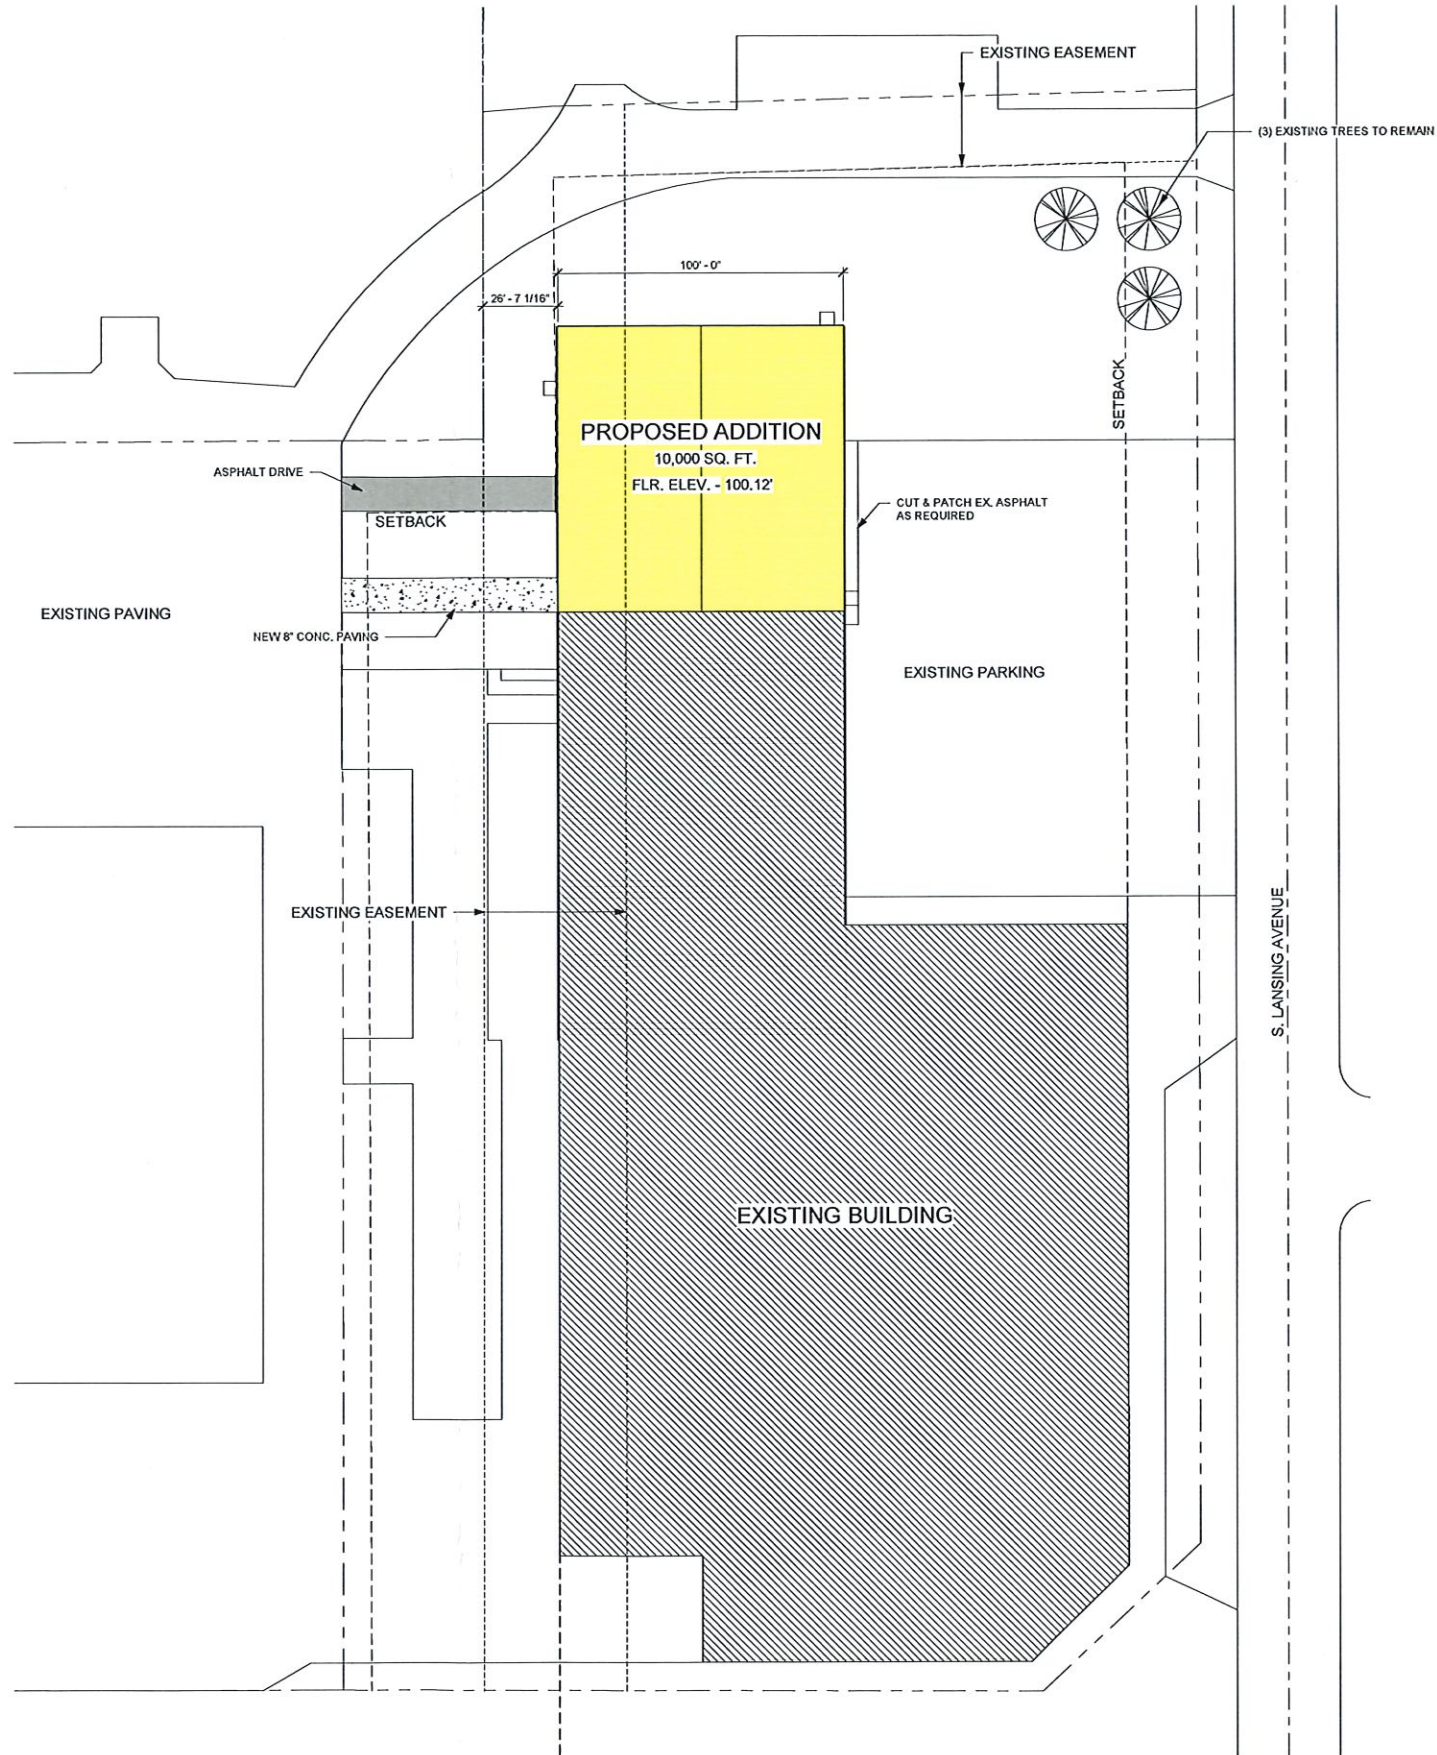 EXISTING EASEMENT
(3) EXISTING TREES TO REMAIN
100' - 0"
26' - 7 1/16"
SETBACK
PROPOSED ADDITION
10,000 SQ. FT.
FLR. ELEV. - 100.12'
ASPHALT DRIVE
SETBACK
CUT & PATCH EX. ASPHALT
AS REQUIRED
EXISTING PAVING
NEW 8" CONC. PAVING
EXISTING PARKING
EXISTING EASEMENT
S. LANSING AVENUE
EXISTING BUILDING